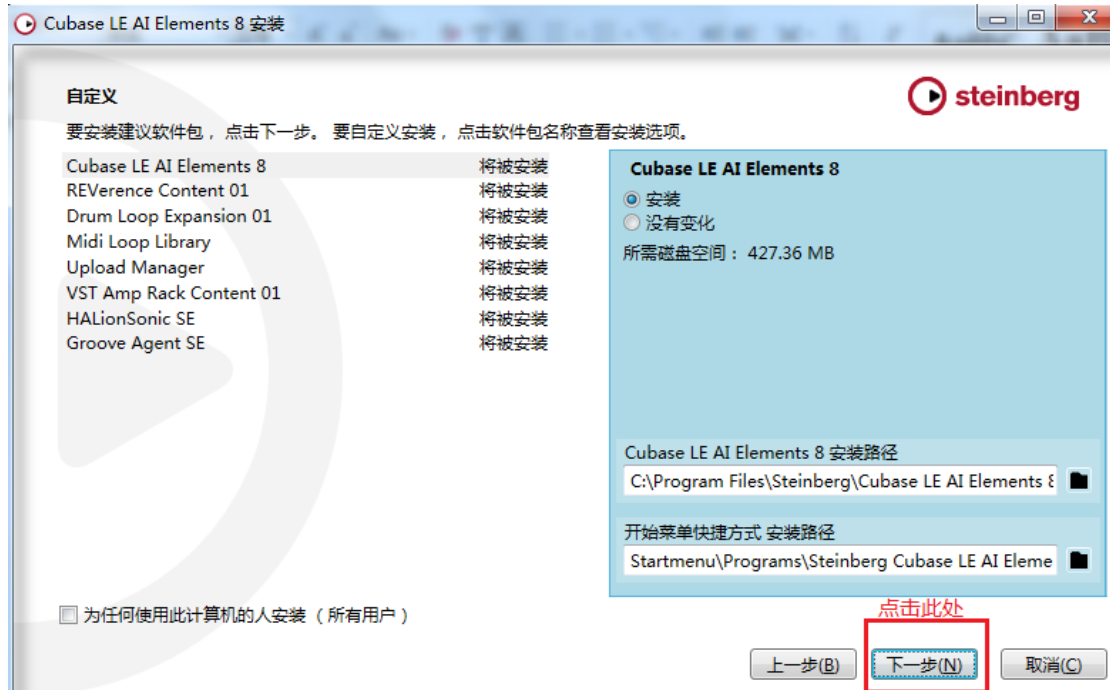 Cubase LE AI Elements 8 安装
steinberg
自定义
要安装建议软件包， 点击下一步。 要自定义安装， 点击软件包名称查看安装选项。
Cubase LE AI Elements 8 将被安装
REVerence Content 01 将被安装
Drum Loop Expansion 01 将被安装
Midi Loop Library 将被安装
Upload Manager 将被安装
VST Amp Rack Content 01 将被安装
HALionSonic SE 将被安装
Groove Agent SE 将被安装
Cubase LE AI Elements 8
安装
没有变化
所需磁盘空间： 427.36 MB
Cubase LE AI Elements 8 安装路径
C:\Program Files\Steinberg\Cubase LE AI Elements 8
开始菜单快捷方式 安装路径
Startmenu\Programs\Steinberg Cubase LE AI Eleme
为任何使用此计算机的人安装 （所有用户）
点击此处
上一步(B) 下一步(N) 取消(C)